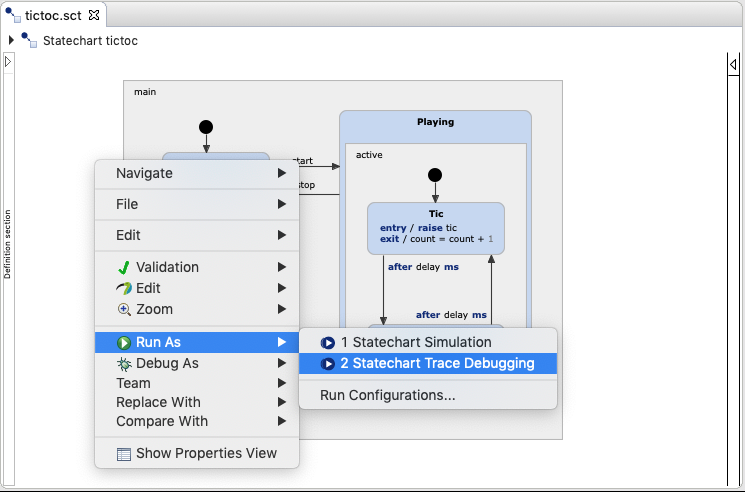 tictoc.sct
Statechart tictoc
Definition section
main
Playing
active
start
stop
Tic
entry / raise tic
exit / count = count + 1
after delay ms
after delay ms
Navigate
File
Edit
Validation
Edit
Zoom
Run As
Debug As
Team
Replace With
Compare With
Show Properties View
1 Statechart Simulation
2 Statechart Trace Debugging
Run Configurations...